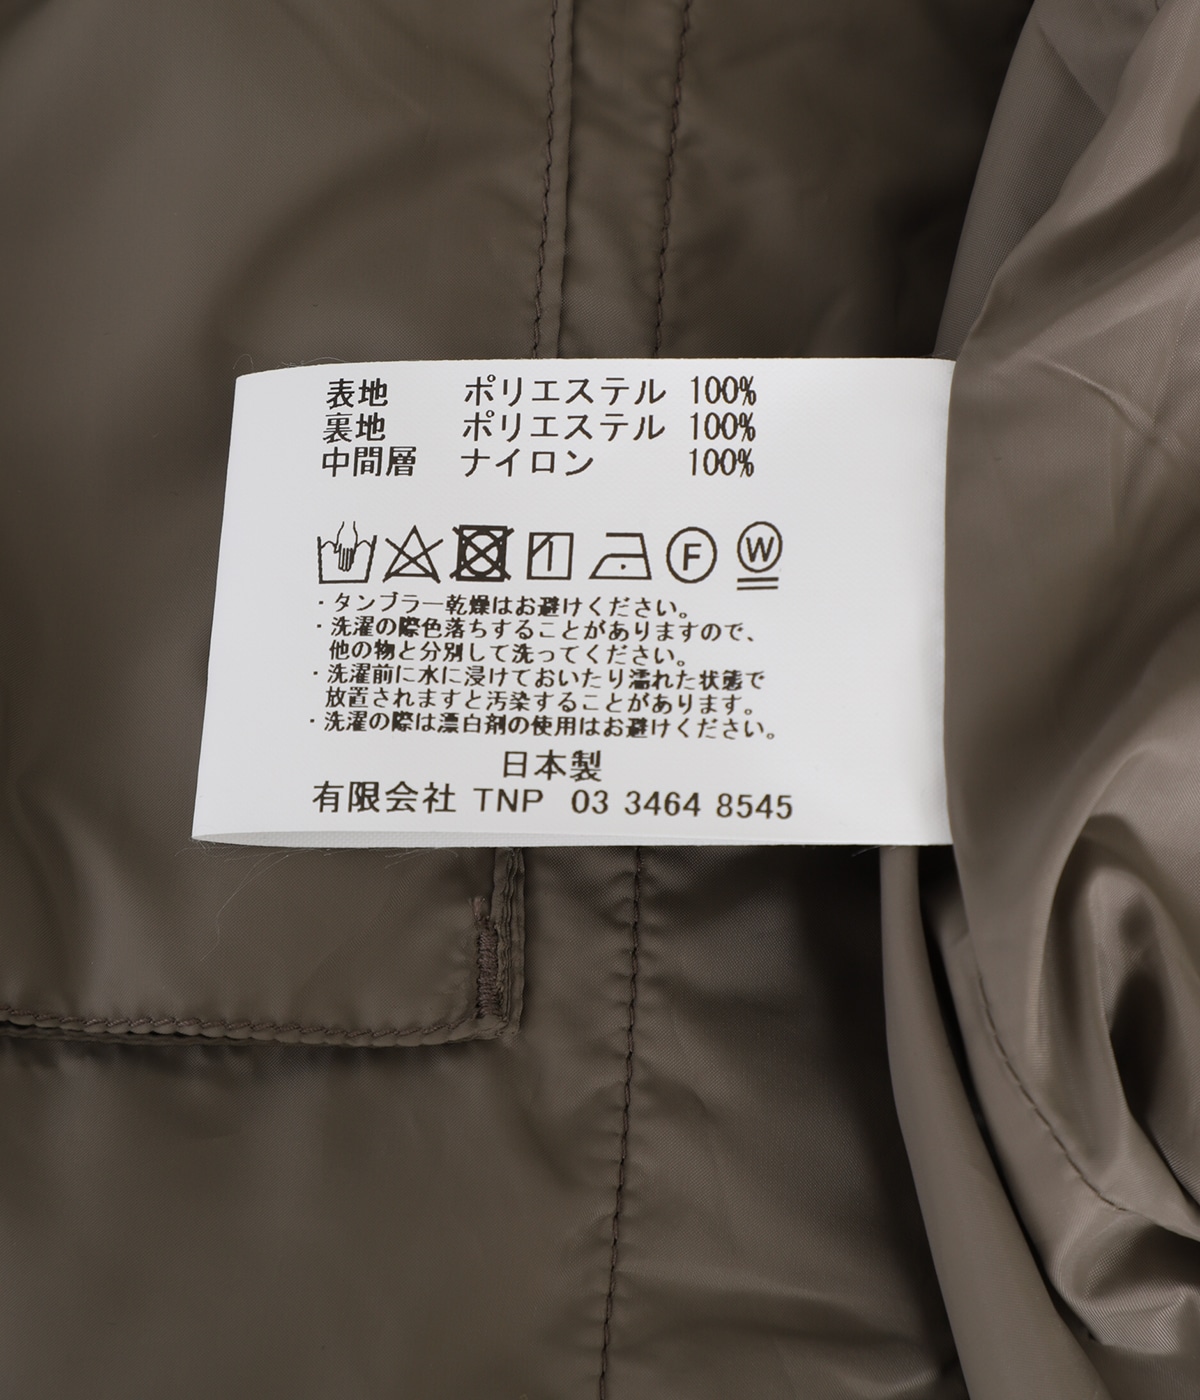 表地 ポリエステル 100%
裏地 ポリエステル 100%
中間層 ナイロン 100%
F W
・タンブラー乾燥はお避けください。
・洗濯の際色落ちすることがありますので、
他の物と分別して洗ってください。
・洗濯前に水に浸けておいたり濡れた状態で
放置されますと汚染することがあります。
・洗濯の際は漂白剤の使用はお避けください。
日本製
有限会社 TNP 03 3464 8545